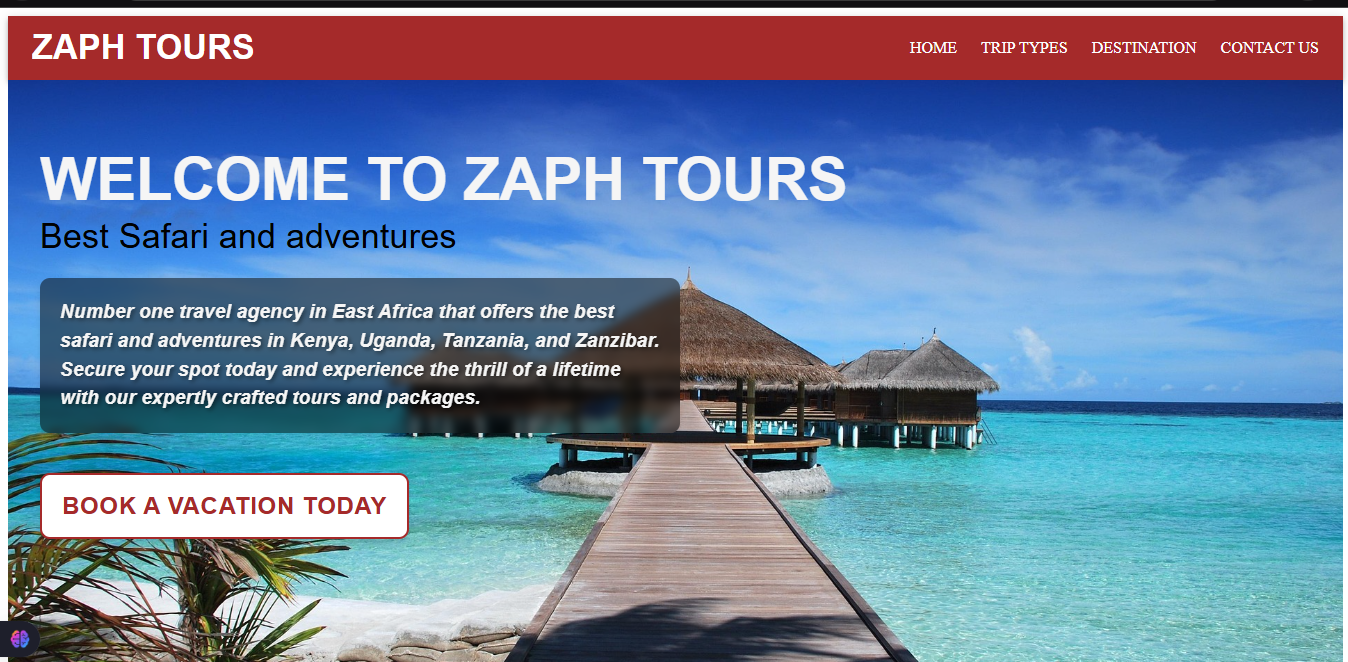 ZAPH TOURS
HOME TRIP TYPES DESTINATION CONTACT US
WELCOME TO ZAPH TOURS
Best Safari and adventures
Number one travel agency in East Africa that offers the best
safari and adventures in Kenya, Uganda, Tanzania, and Zanzibar.
Secure your spot today and experience the thrill of a lifetime
with our expertly crafted tours and packages.
BOOK A VACATION TODAY